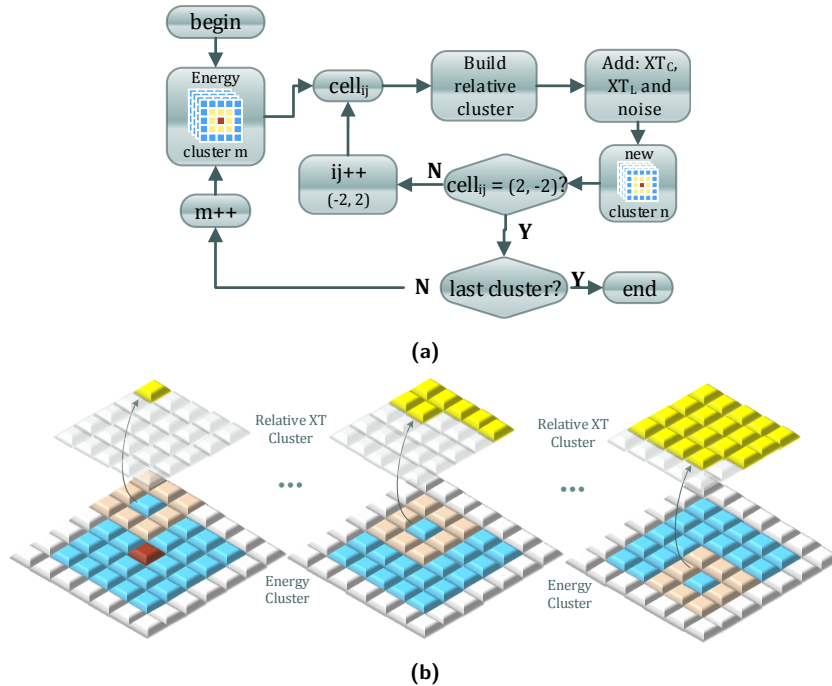 begin
Energy
cluster m
cell_ij
Build
relative
cluster
Add: XT_C,
XT_L and
noise
new
cluster n
cell_ij = (2, -2)?
N
ij++
(-2, 2)
m++
Y
N
last cluster?
Y
end
(a)
Relative XT
Cluster
Relative XT
Cluster
...
...
Energy
Cluster
Energy
Cluster
(b)